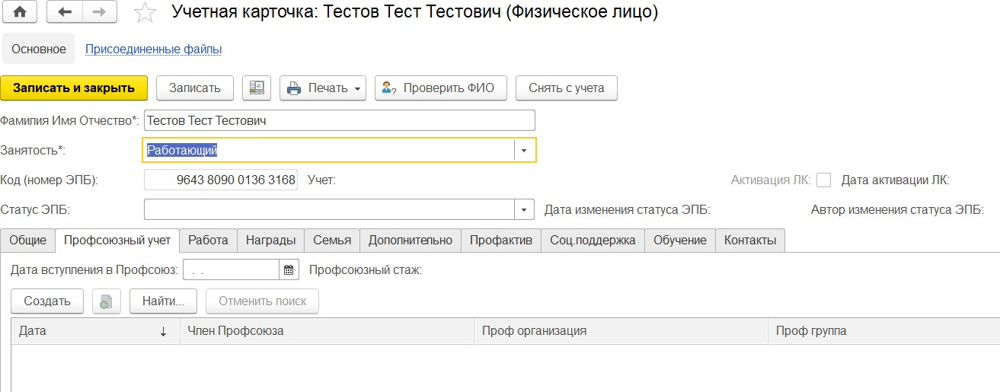 Учетная карточка: Тестов Тест Тестович (Физическое лицо)
Основное Присоединенные файлы
Записать и закрыть Записать Печать Проверить ФИО Снять с учета
Фамилия Имя Отчество*: Тестов Тест Тестович
Занятость*: Работающий
Код (номер ЭПБ): 9643 8090 0136 3168 Учет: Активация ЛК: Дата активации ЛК:
Статус ЭПБ: Дата изменения статуса ЭПБ: Автор изменения статуса ЭПБ:
Общие Профсоюзный учет Работа Награды Семья Дополнительно Профактив Соц.поддержка Обучение Контакты
Дата вступления в Профсоюз: . . Профсоюзный стаж:
Создать Найти... Отменить поиск
Дата ↓ Член Профсоюза Проф организация Проф группа